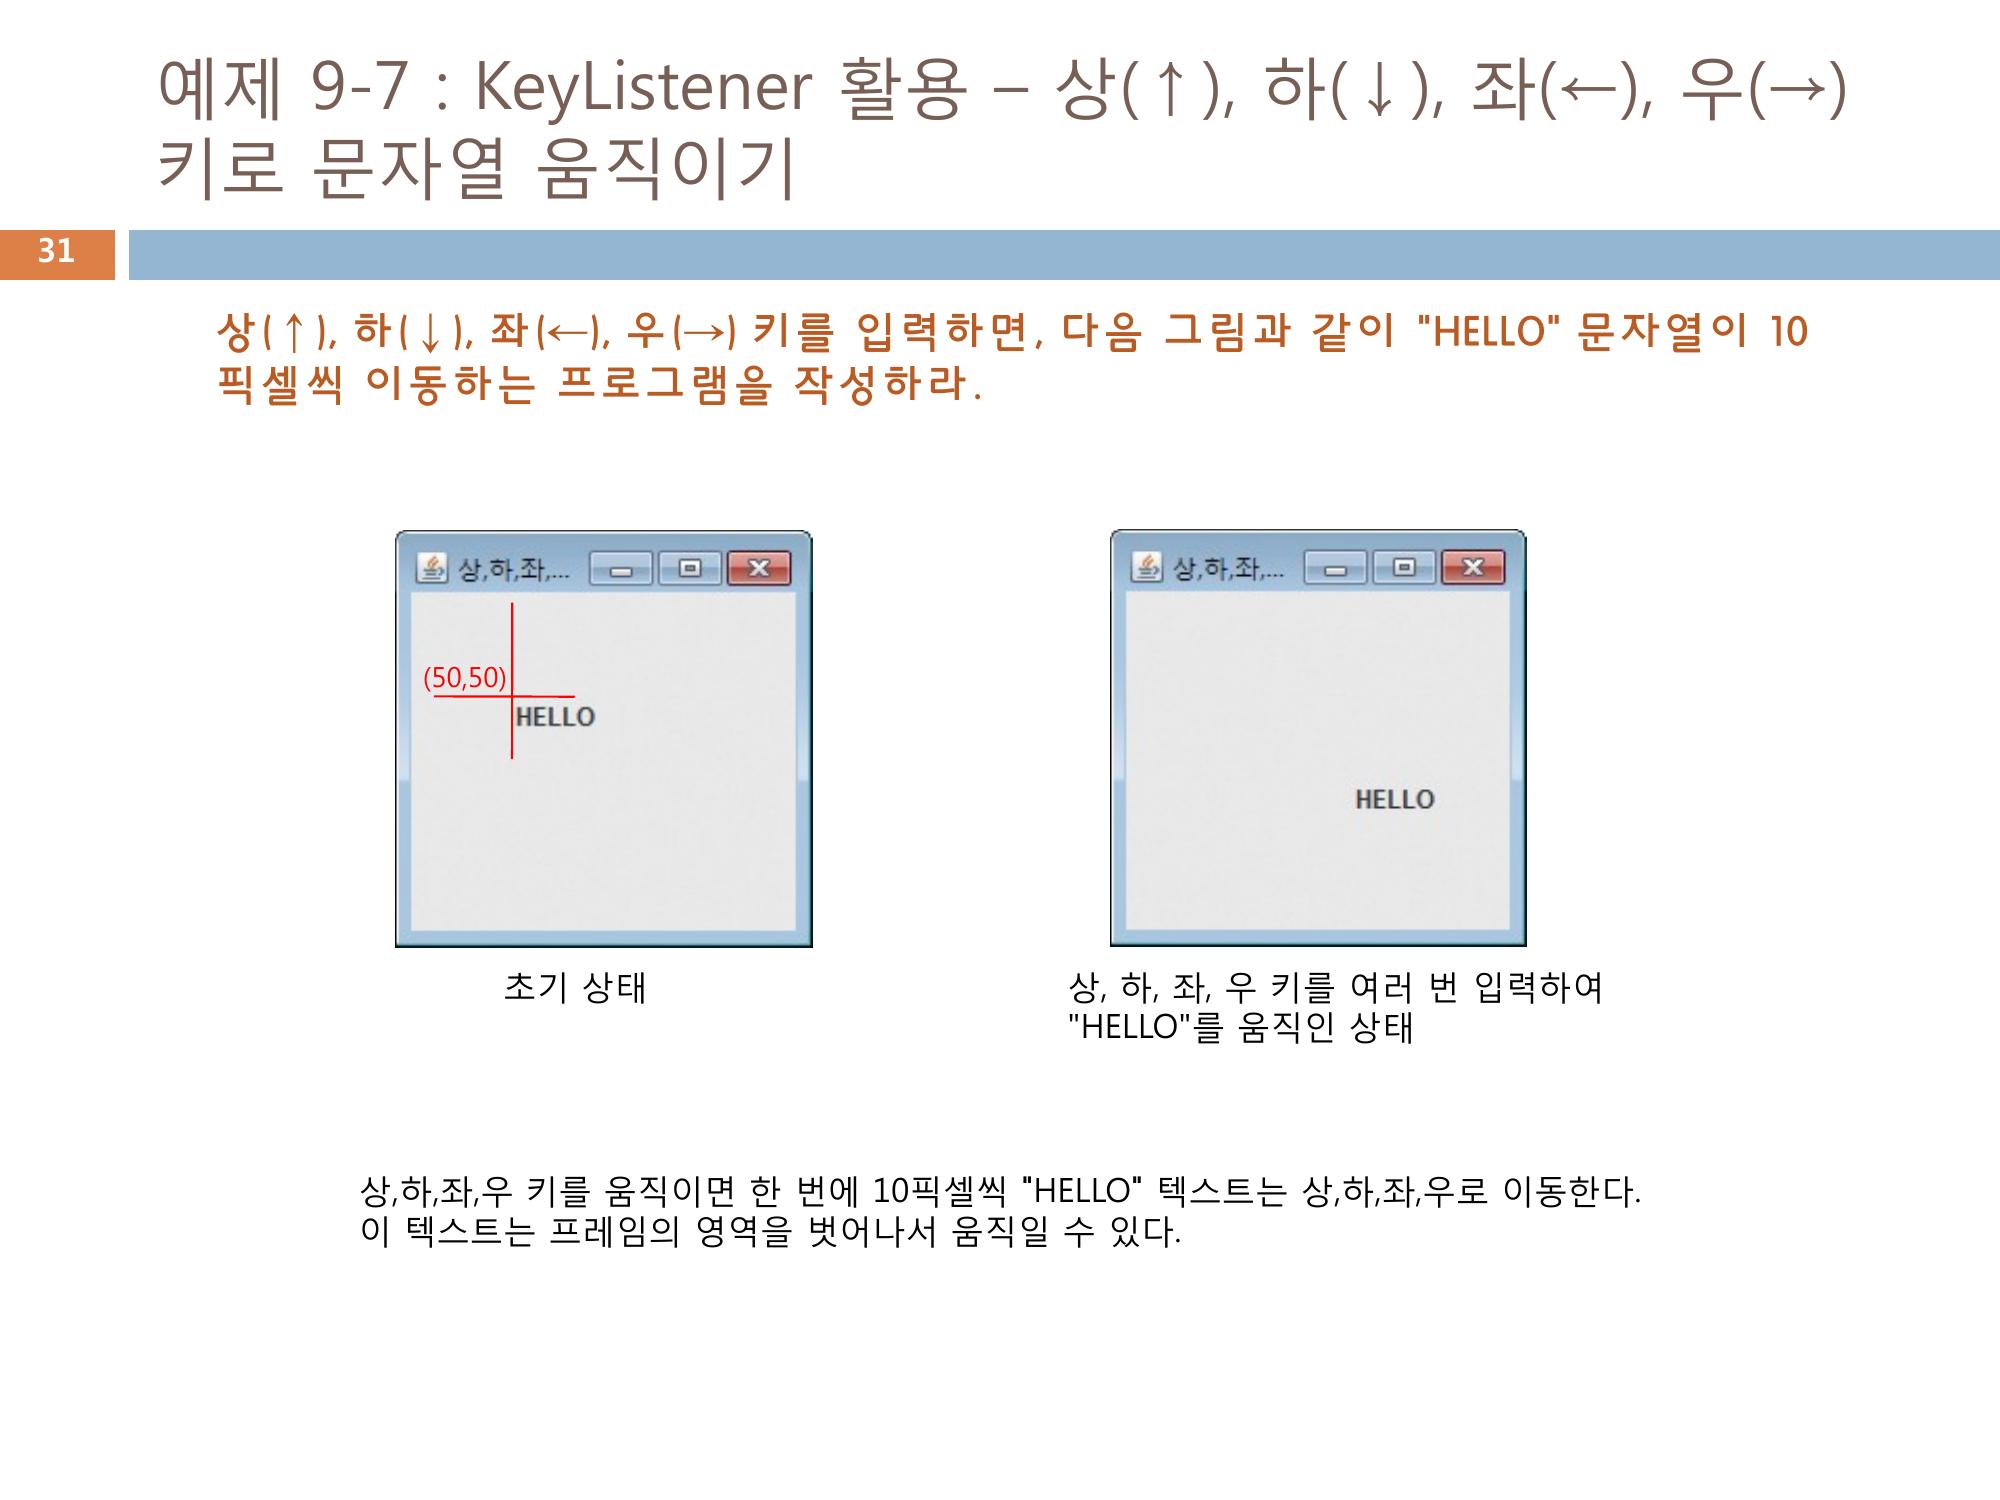 예제 9-7 : KeyListener 활용 – 상(↑), 하(↓), 좌(←), 우(→)
키로 문자열 움직이기
31
상(↑), 하(↓), 좌(←), 우(→) 키를 입력하면, 다음 그림과 같이 "HELLO" 문자열이 10
픽셀씩 이동하는 프로그램을 작성하라.
상,하,좌,...
상,하,좌,...
(50,50)
HELLO
HELLO
초기 상태
상, 하, 좌, 우 키를 여러 번 입력하여
"HELLO"를 움직인 상태
상,하,좌,우 키를 움직이면 한 번에 10픽셀씩 "HELLO" 텍스트는 상,하,좌,우로 이동한다.
이 텍스트는 프레임의 영역을 벗어나서 움직일 수 있다.